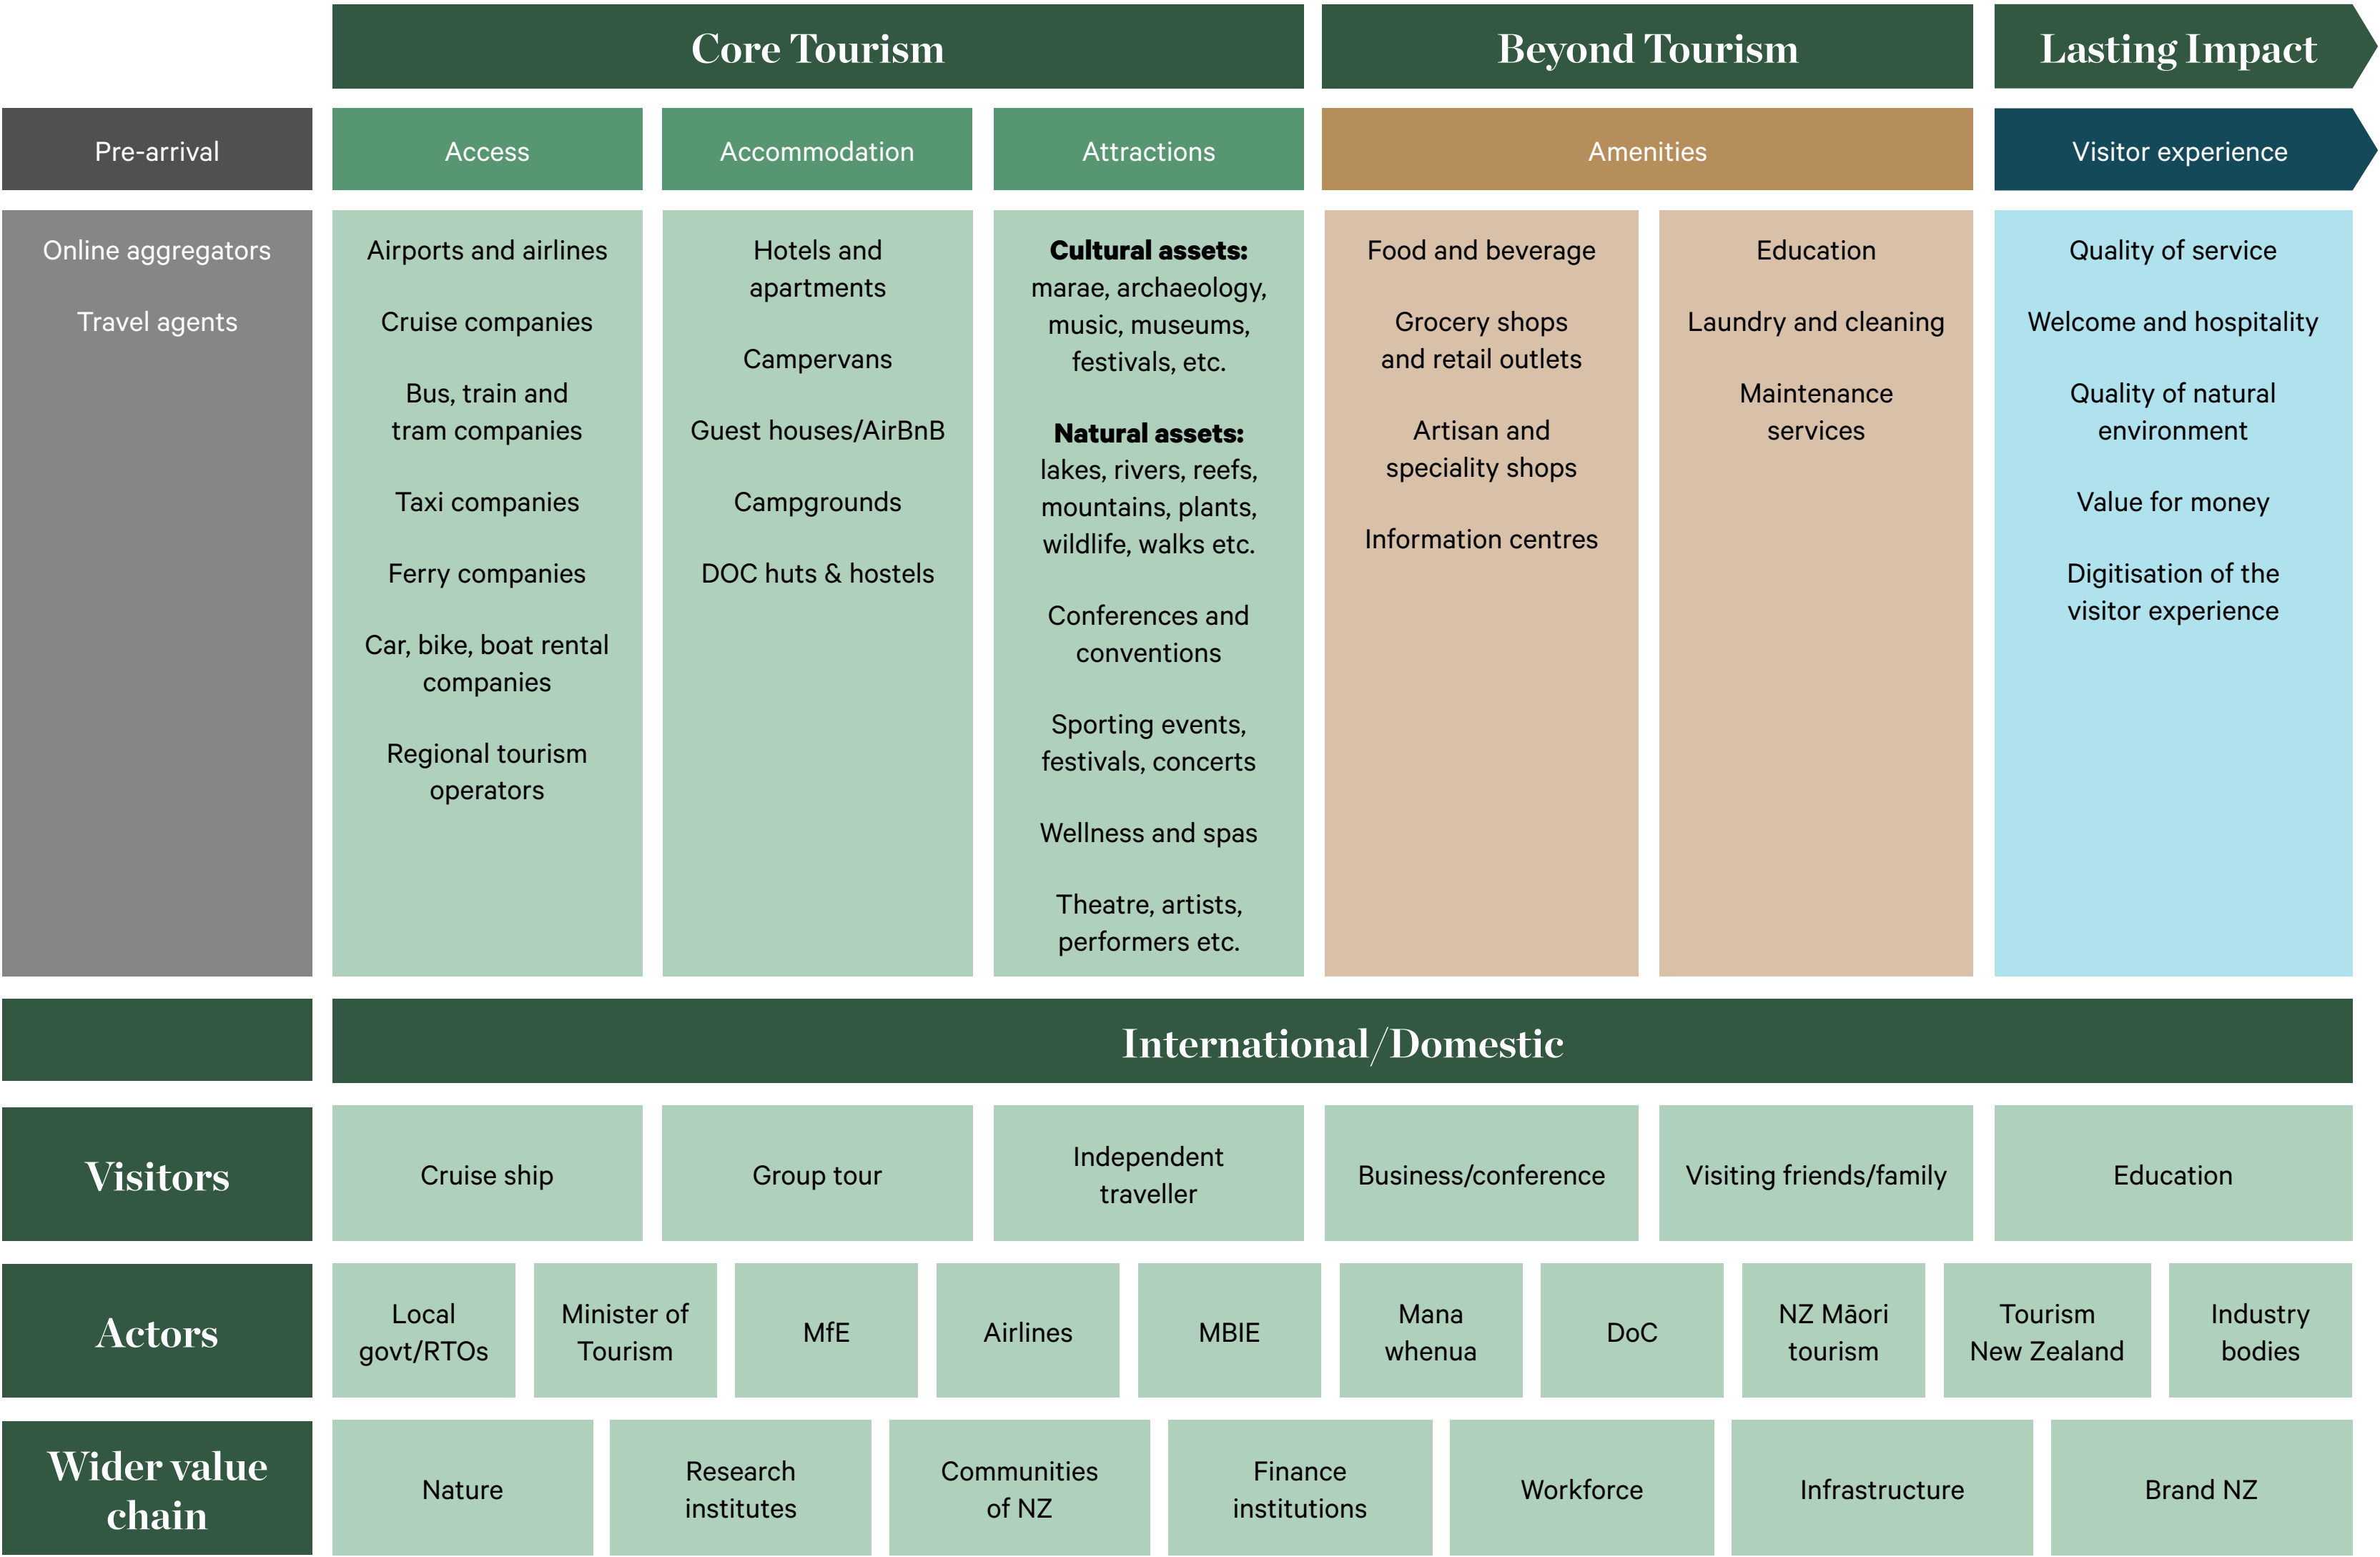 Core Tourism
Beyond Tourism
Lasting Impact
Pre-arrival
Access
Accommodation
Attractions
Amenities
Visitor experience
Online aggregators
Travel agents
Airports and airlines
Cruise companies
Bus, train and
tram companies
Taxi companies
Ferry companies
Car, bike, boat rental
companies
Regional tourism
operators
Hotels and
apartments
Campervans
Guest houses/AirBnB
Campgrounds
DOC huts & hostels
Cultural assets:
marae, archaeology,
music, museums,
festivals, etc.
Natural assets:
lakes, rivers, reefs,
mountains, plants,
wildlife, walks etc.
Conferences and
conventions
Sporting events,
festivals, concerts
Wellness and spas
Theatre, artists,
performers etc.
Food and beverage
Grocery shops
and retail outlets
Artisan and
speciality shops
Information centres
Education
Laundry and cleaning
Maintenance
services
Quality of service
Welcome and hospitality
Quality of natural
environment
Value for money
Digitisation of the
visitor experience
International/Domestic
Visitors
Cruise ship
Group tour
Independent
traveller
Business/conference
Visiting friends/family
Education
Actors
Local
govt/RTOs
Minister of
Tourism
MfE
Airlines
MBIE
Mana
whenua
DoC
NZ Māori
tourism
Tourism
New Zealand
Industry
bodies
Wider value
chain
Nature
Research
institutes
Communities
of NZ
Finance
institutions
Workforce
Infrastructure
Brand NZ